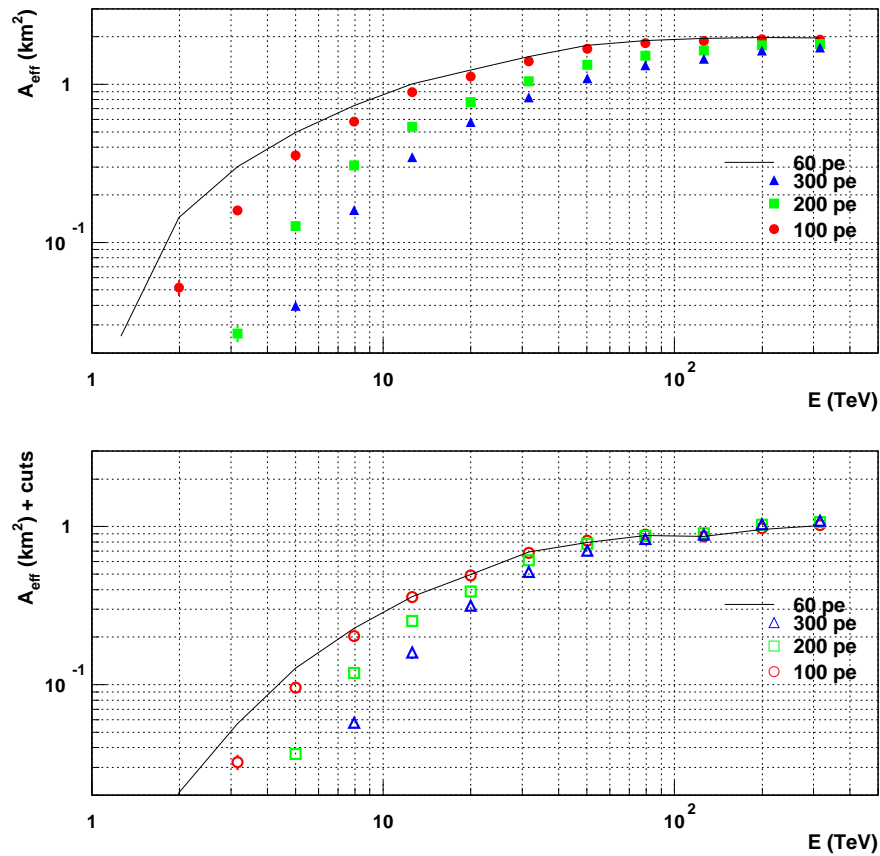 A_eff (km²)
1
10⁻¹
60 pe
300 pe
200 pe
100 pe
1
10
10²
E (TeV)
A_eff (km²) + cuts
1
10⁻¹
60 pe
300 pe
200 pe
100 pe
1
10
10²
E (TeV)